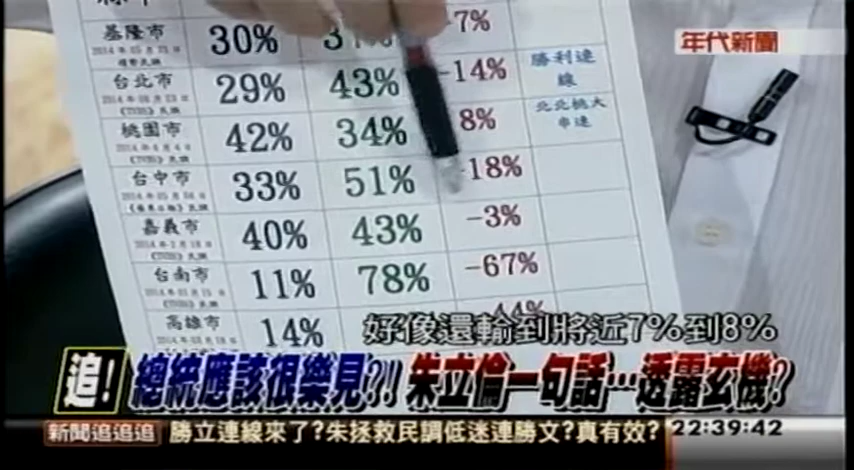 基隆市 30% 7%
年代新聞
台北市 29% 43% -14% 勝利連線
桃園市 42% 34% 8% 北北桃大串連
台中市 33% 51% -18%
嘉義市 40% 43% -3%
台南市 11% 78% -67%
高雄市 14%
好像還輸到將近7%到8%
追! 總統應該很樂見?! 朱立倫一句話…透露玄機?
新聞追追追 勝立連線來了?朱拯救民調低迷連勝文?真有效? 22:39:42